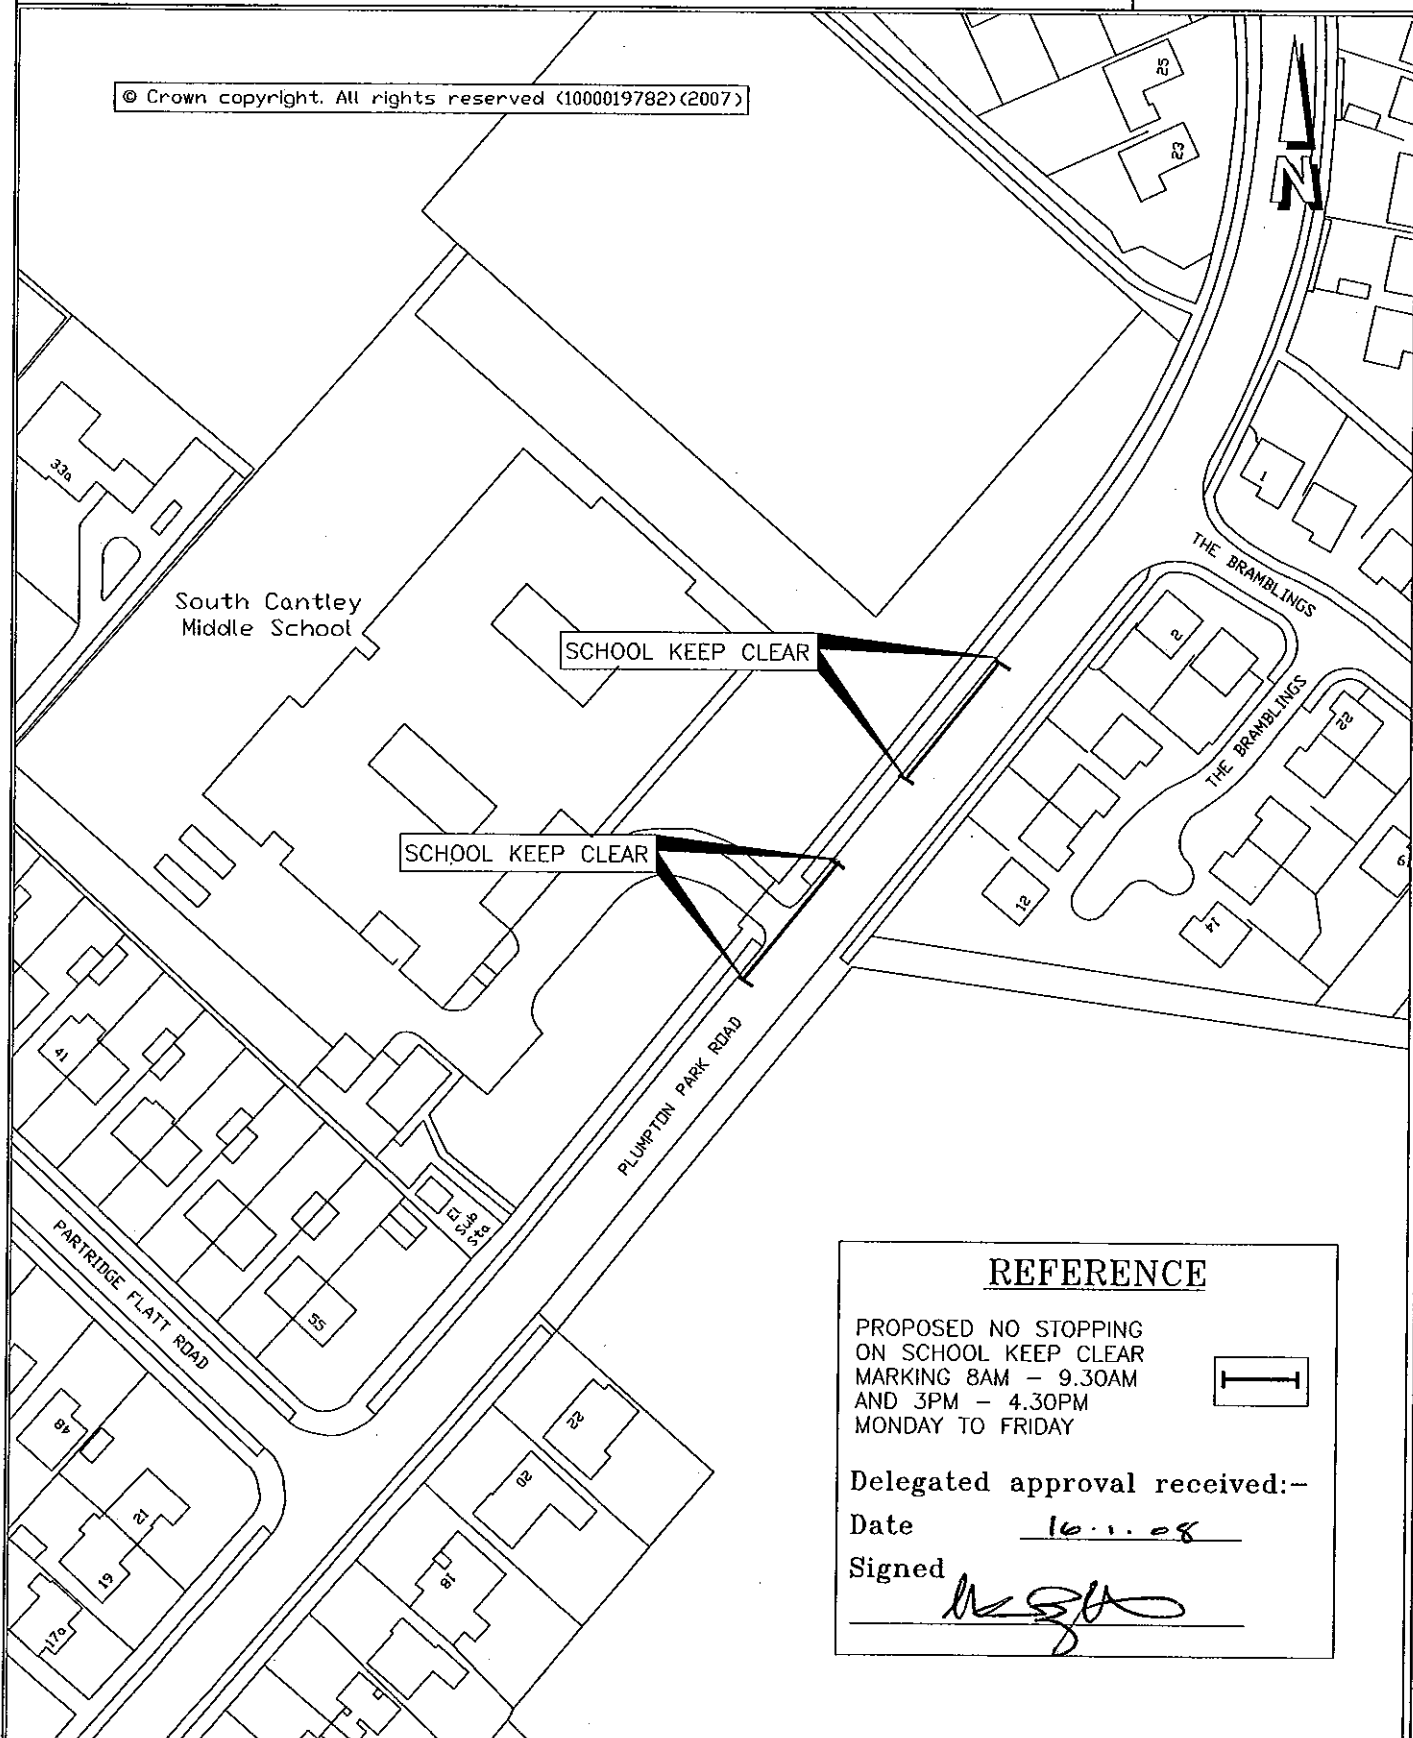 © Crown copyright. All rights reserved (1000019782)(2007)
25
23
N
33a
1
THE BRAMBLINGS
South Cantley
Middle School
2
SCHOOL KEEP CLEAR
THE BRAMBLINGS
22
SCHOOL KEEP CLEAR
6
12
14
PLUMPTON PARK ROAD
41
El
Sub
Sta
PARTRIDGE FLATT ROAD
55
REFERENCE
PROPOSED NO STOPPING
ON SCHOOL KEEP CLEAR
MARKING 8AM – 9.30AM
AND 3PM – 4.30PM
MONDAY TO FRIDAY
48
22
20
Delegated approval received:–
21
Date 16.1.08
Signed
19
18
17a